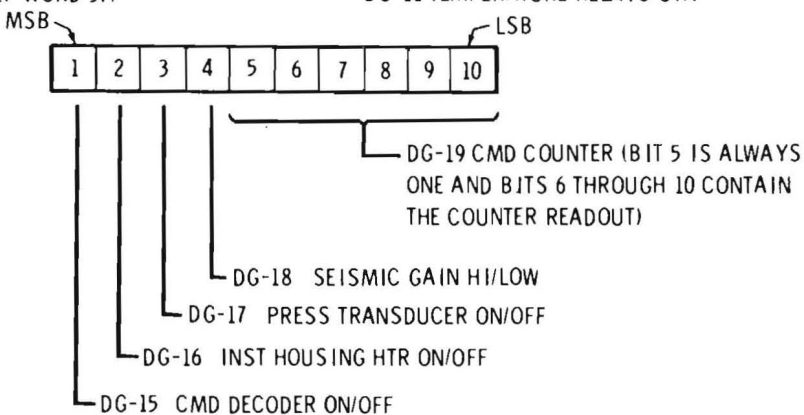 MSB
LSB
1 2 3 4 5 6 7 8 9 10
DG-19 CMD COUNTER (BIT 5 IS ALWAYS
ONE AND BITS 6 THROUGH 10 CONTAIN
THE COUNTER READOUT)
DG-18 SEISMIC GAIN HI/LOW
DG-17 PRESS TRANSDUCER ON/OFF
DG-16 INST HOUSING HTR ON/OFF
DG-15 CMD DECODER ON/OFF